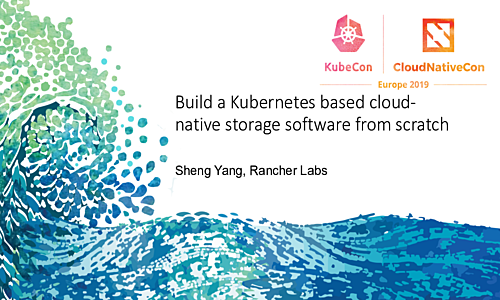 KubeCon
CloudNativeCon
Europe 2019
Build a Kubernetes based cloud-
native storage software from scratch
Sheng Yang, Rancher Labs